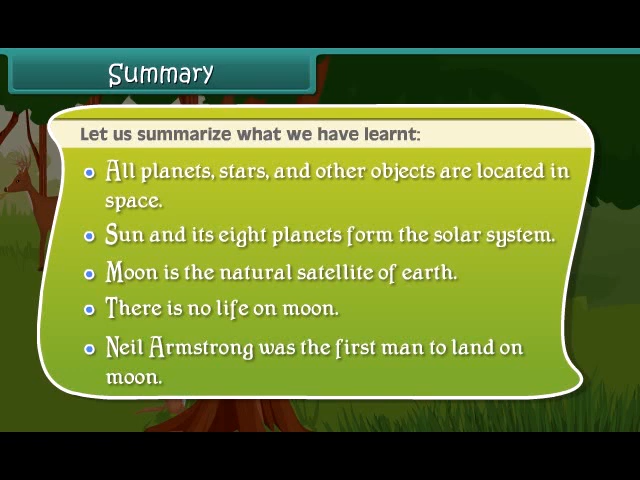 Summary
Let us summarize what we have learnt:
All planets, stars, and other objects are located in
space.
Sun and its eight planets form the solar system.
Moon is the natural satellite of earth.
There is no life on moon.
Neil Armstrong was the first man to land on
moon.